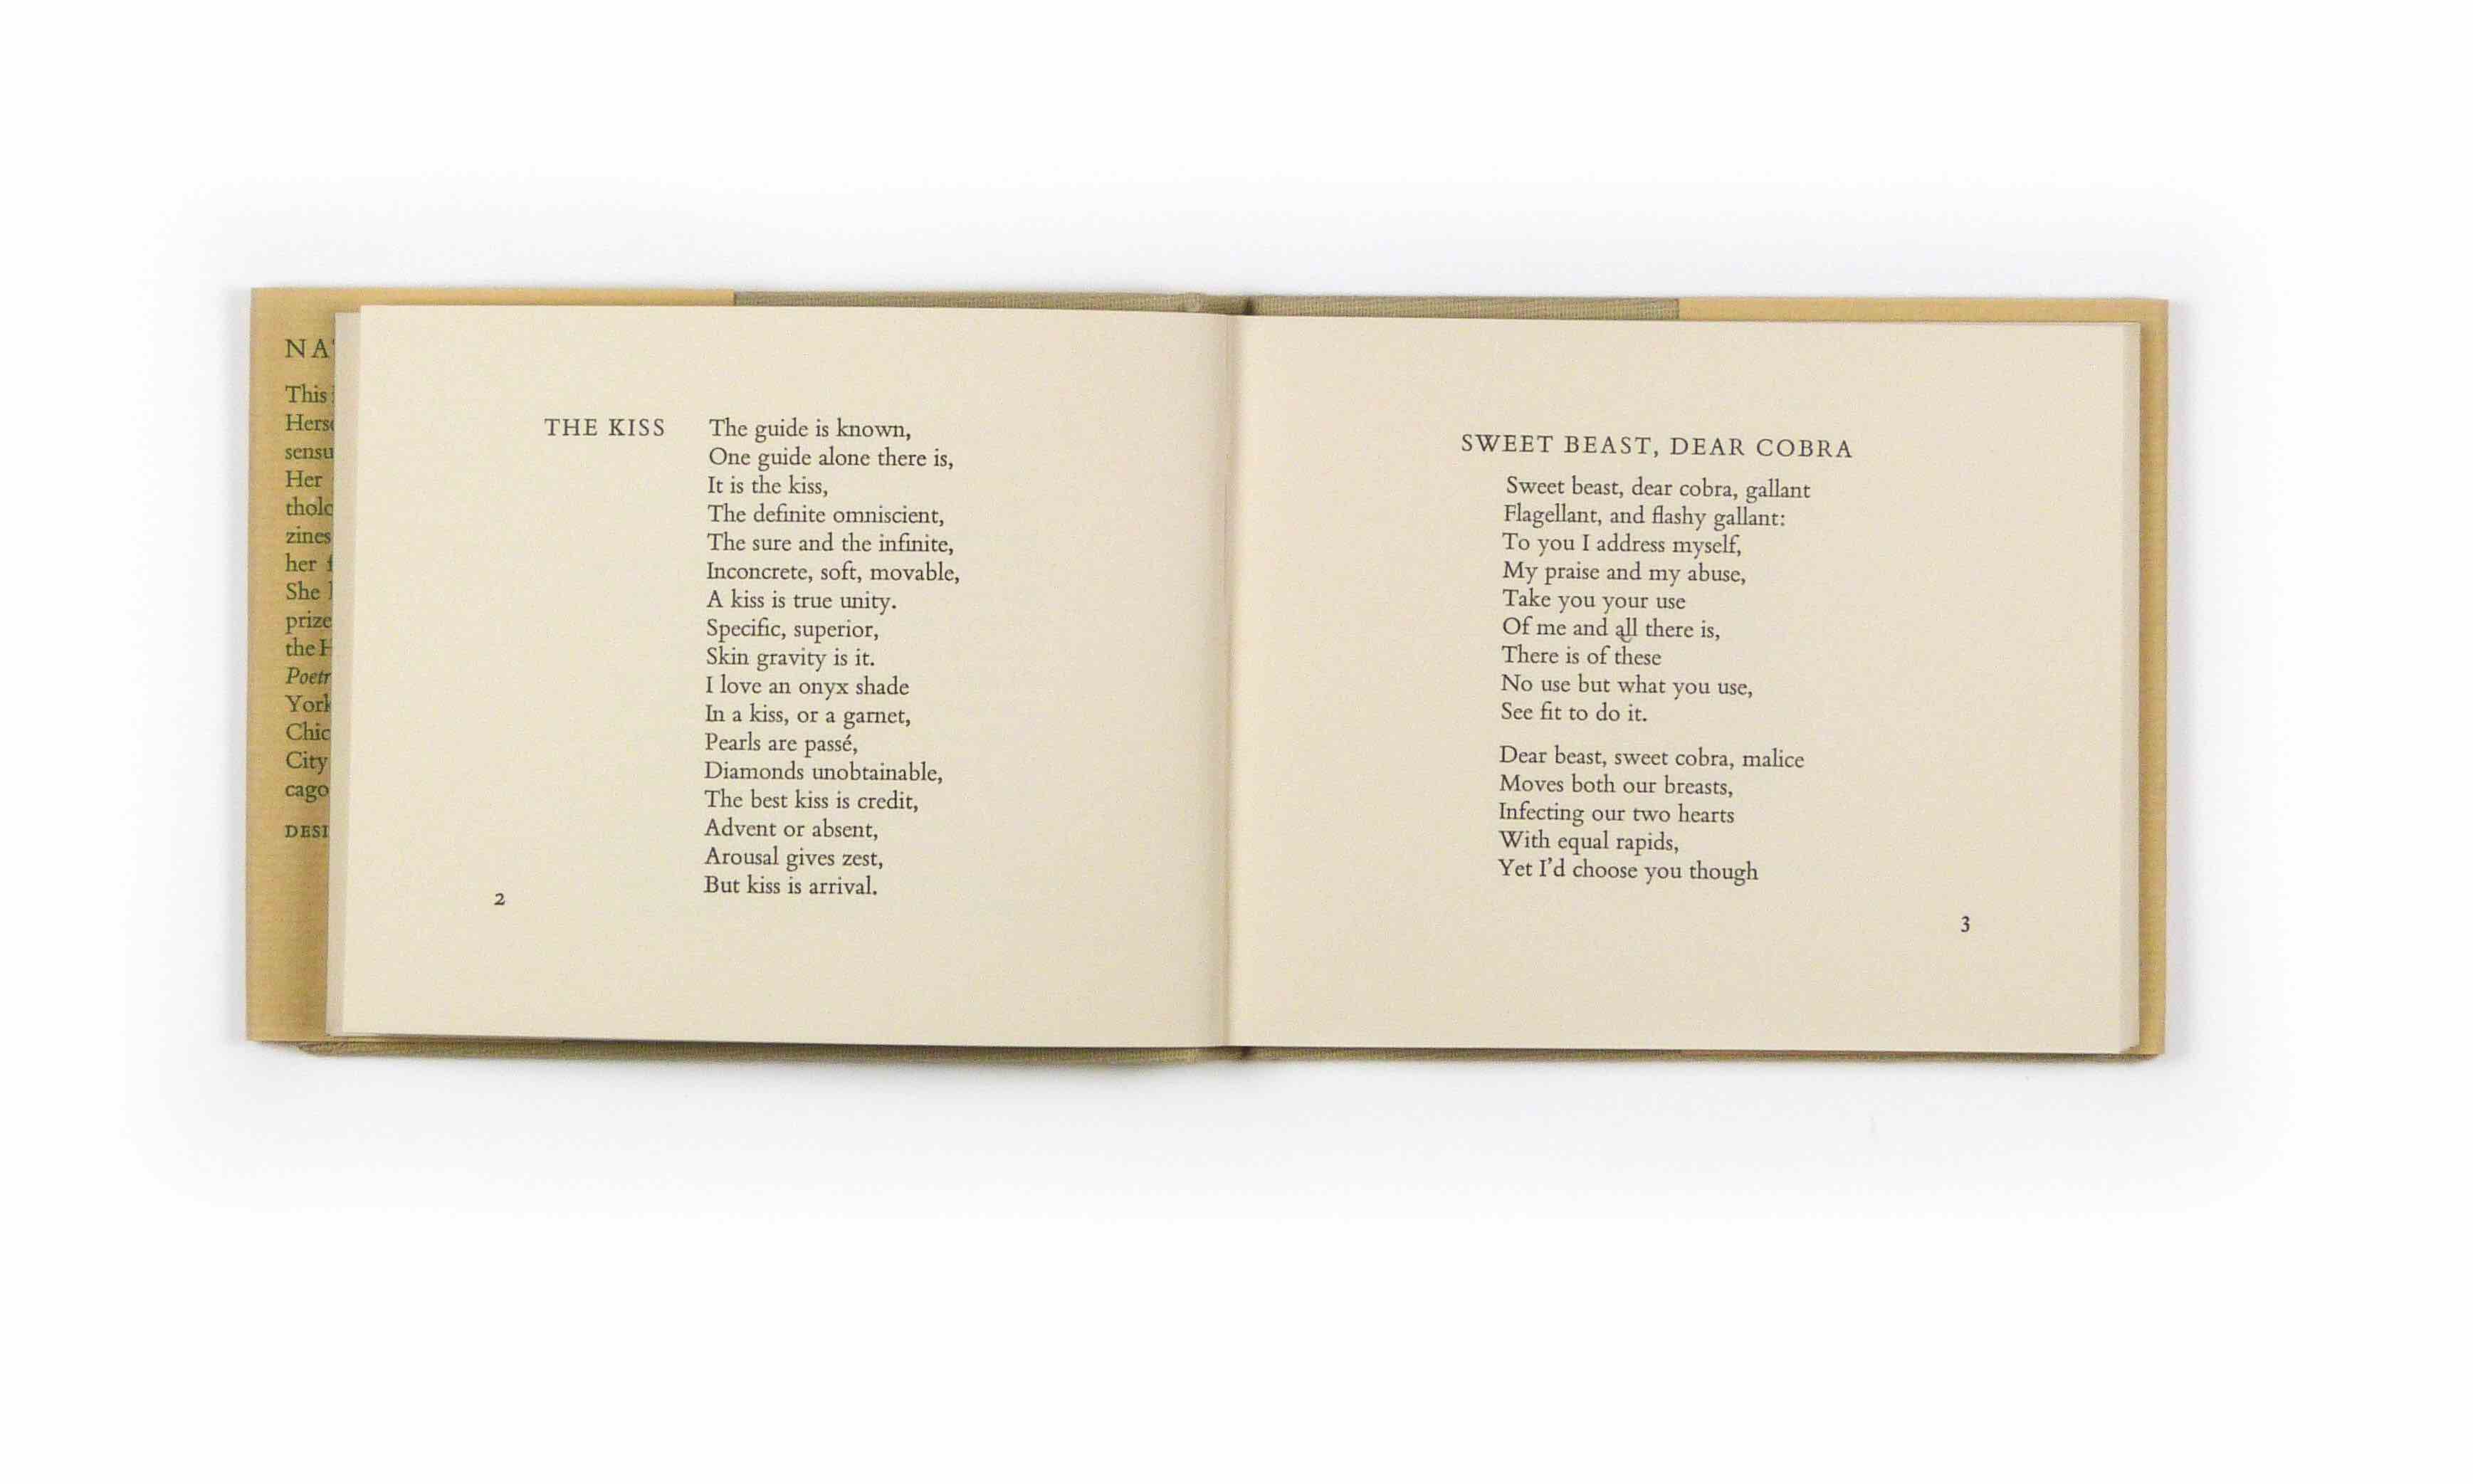 NA
This
Hers
sensu
Her
tholo
zines
her
She
prize
the H
Poetr
York
Chic
City
cago
DESI
THE KISS
The guide is known,
One guide alone there is,
It is the kiss,
The definite omniscient,
The sure and the infinite,
Inconcrete, soft, movable,
A kiss is true unity.
Specific, superior,
Skin gravity is it.
I love an onyx shade
In a kiss, or a garnet,
Pearls are passé,
Diamonds unobtainable,
The best kiss is credit,
Advent or absent,
Arousal gives zest,
But kiss is arrival.
2
SWEET BEAST, DEAR COBRA
Sweet beast, dear cobra, gallant
Flagellant, and flashy gallant:
To you I address myself,
My praise and my abuse,
Take you your use
Of me and all there is,
There is of these
No use but what you use,
See fit to do it.
Dear beast, sweet cobra, malice
Moves both our breasts,
Infecting our two hearts
With equal rapids,
Yet I'd choose you though
3